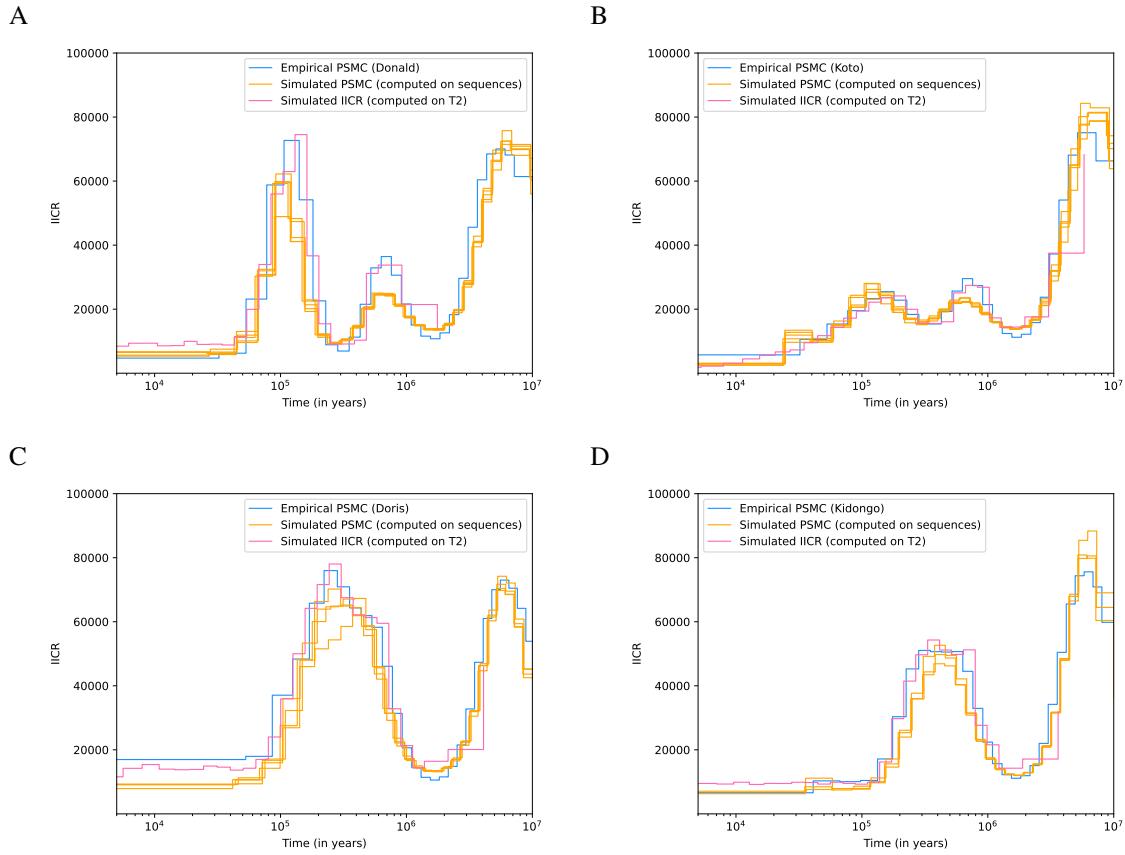 A
100000
80000
60000
40000
20000
IICR
Empirical PSMC (Donald)
Simulated PSMC (computed on sequences)
Simulated IICR (computed on T2)
10^4
10^5
10^6
10^7
Time (in years)
B
100000
80000
60000
40000
20000
IICR
Empirical PSMC (Koto)
Simulated PSMC (computed on sequences)
Simulated IICR (computed on T2)
10^4
10^5
10^6
10^7
Time (in years)
C
100000
80000
60000
40000
20000
IICR
Empirical PSMC (Doris)
Simulated PSMC (computed on sequences)
Simulated IICR (computed on T2)
10^4
10^5
10^6
10^7
Time (in years)
D
100000
80000
60000
40000
20000
IICR
Empirical PSMC (Kidongo)
Simulated PSMC (computed on sequences)
Simulated IICR (computed on T2)
10^4
10^5
10^6
10^7
Time (in years)